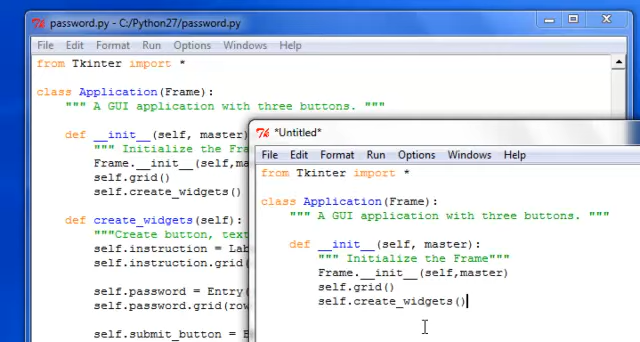 password.py - C:/Python27/password.py
File Edit Format Run Options Windows Help
from Tkinter import *
class Application(Frame):
""" A GUI application with three buttons. """
def __init__(self, master)
""" Initialize the Fra
Frame.__init__(self,ma
self.grid()
self.create_widgets()
def create_widgets(self):
"""Create button, text
self.instruction = Lab
self.instruction.grid(
self.password = Entry(
self.password.grid(row
self.submit_button =
*Untitled*
File Edit Format Run Options Windows Help
from Tkinter import *
class Application(Frame):
""" A GUI application with three buttons. """
def __init__(self, master):
""" Initialize the Frame"""
Frame.__init__(self,master)
self.grid()
self.create_widgets()